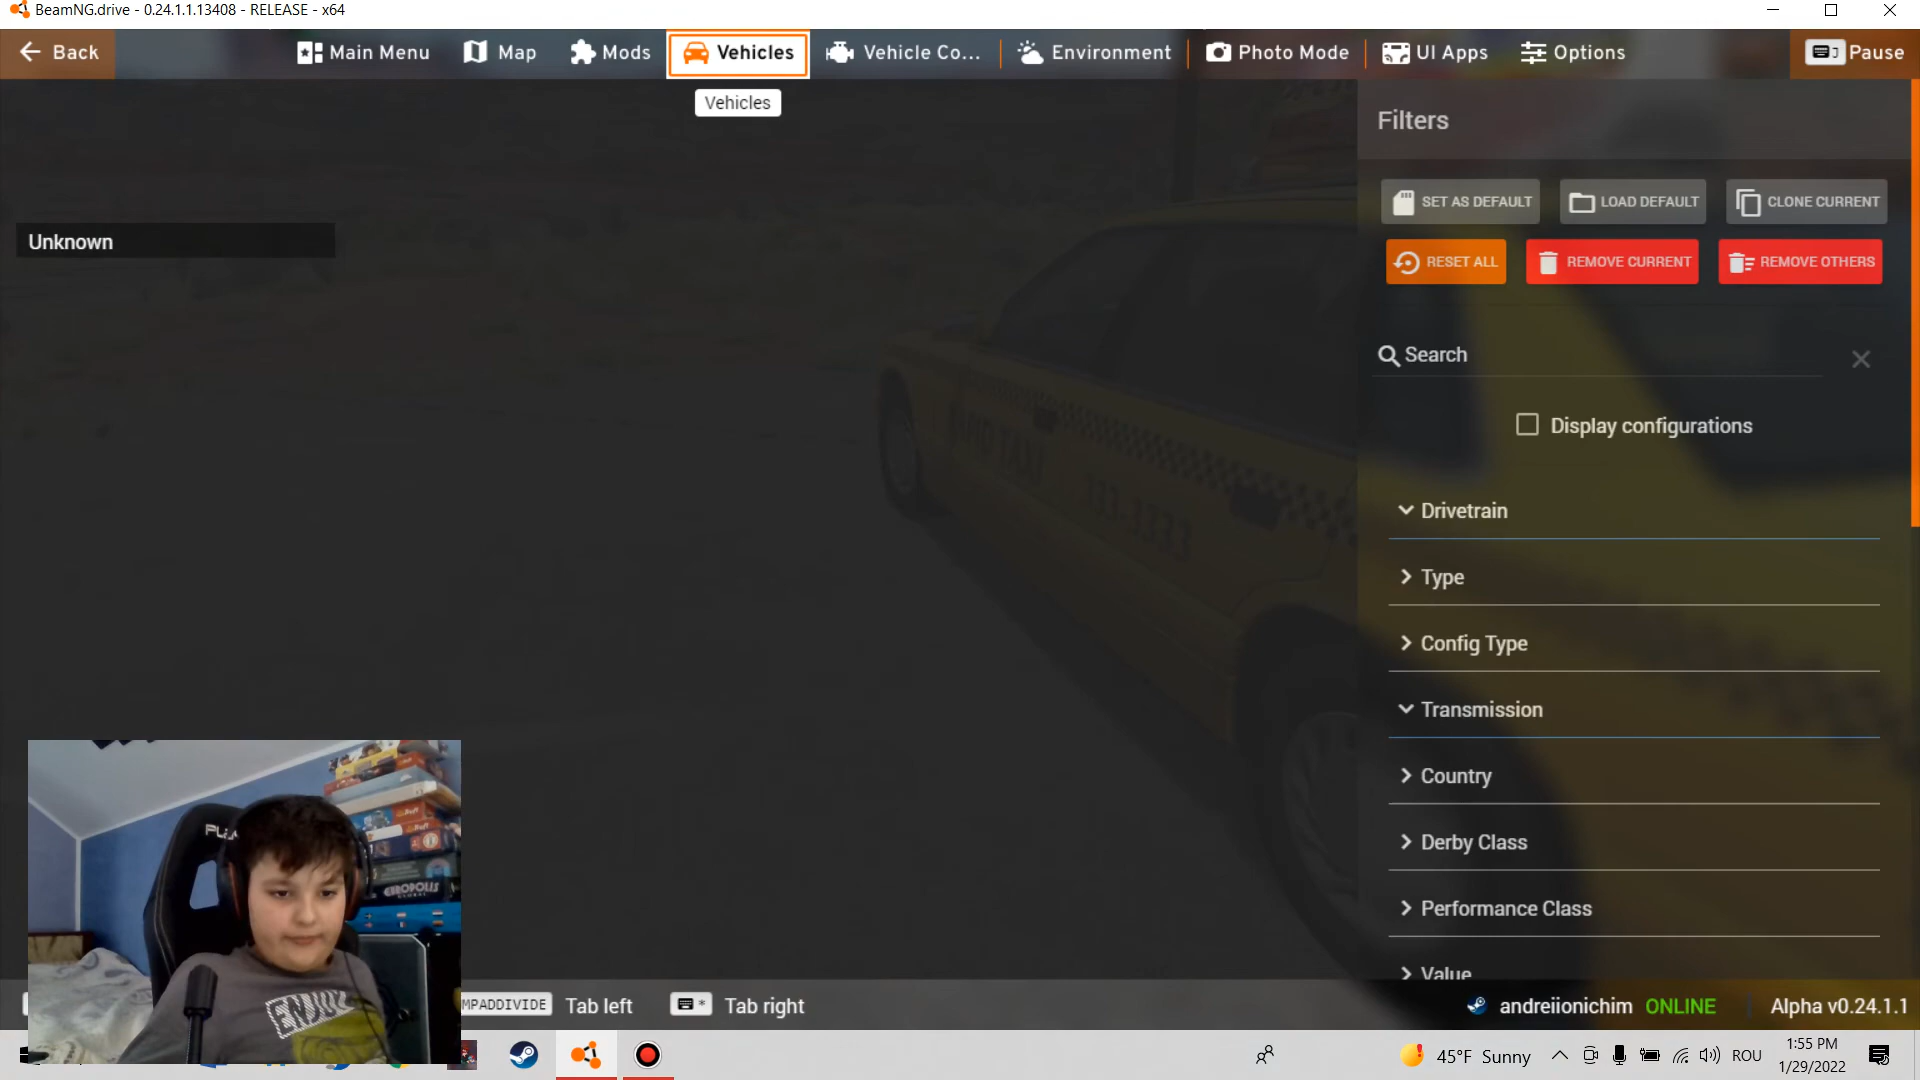 BeamNG.drive - 0.24.1.1.13408 - RELEASE - x64
Back Main Menu Map Mods Vehicles Vehicle Co... Environment Photo Mode UI Apps Options Pause
Vehicles
Filters
SET AS DEFAULT LOAD DEFAULT CLONE CURRENT
Unknown
RESET ALL REMOVE CURRENT REMOVE OTHERS
Search
Display configurations
Drivetrain
Type
Config Type
Transmission
Country
Derby Class
Performance Class
Value
EUROPOLIS
ENJOY
MPADDIVIDE Tab left * Tab right
andreiionichim ONLINE Alpha v0.24.1.1
45°F Sunny ROU 1:55 PM
1/29/2022